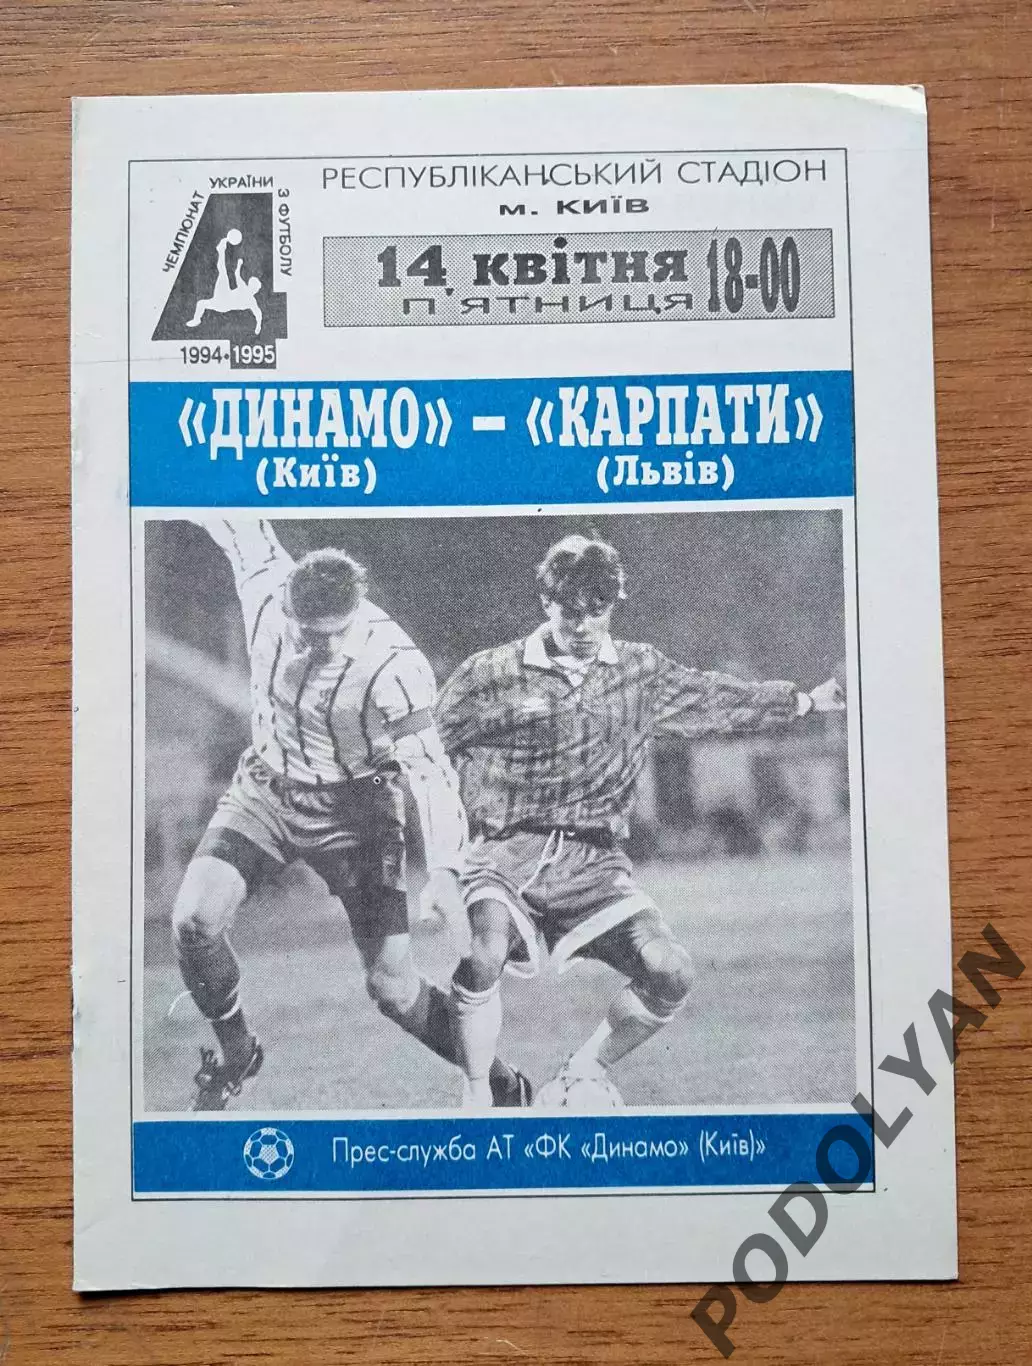 ЧЕМПІОНАТ УКРАЇНИ З ФУТБОЛУ
1994·1995
РЕСПУБЛІКАНСЬКИЙ СТАДІОН
м. КИЇВ
14 квітня
п'ятниця
18-00
«ДИНАМО» – «КАРПАТИ»
(Київ) (Львів)
Прес-служба АТ «ФК «Динамо» (Київ)»
PODOLYAN